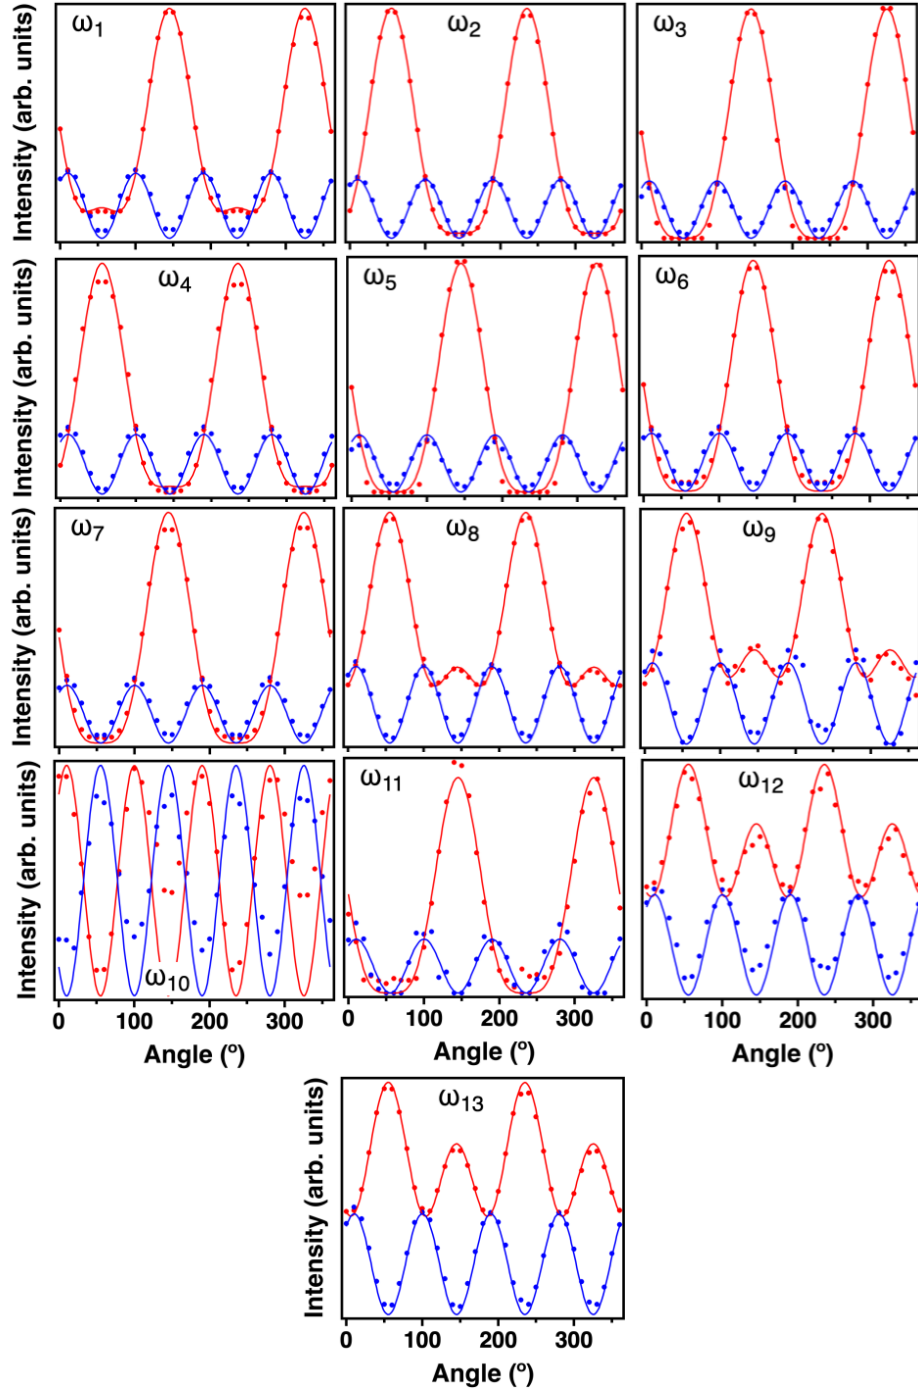 Intensity (arb. units)
ω1
ω2
ω3
Intensity (arb. units)
ω4
ω5
ω6
Intensity (arb. units)
ω7
ω8
ω9
Intensity (arb. units)
ω10
ω11
ω12
0 100 200 300
0 100 200 300
0 100 200 300
Angle (º)
Angle (º)
Angle (º)
Intensity (arb. units)
ω13
0 100 200 300
Angle (º)